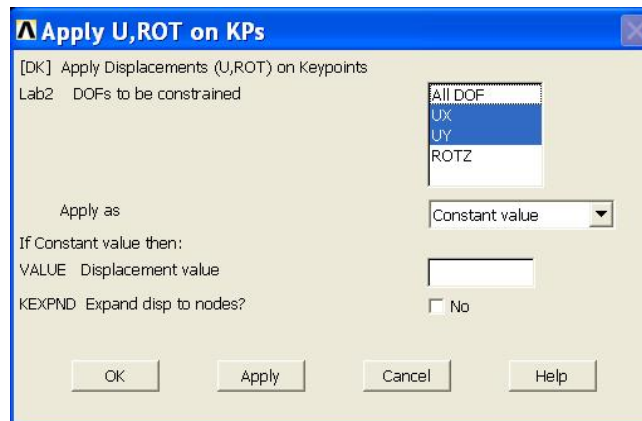 Apply U,ROT on KPs
[DK] Apply Displacements (U,ROT) on Keypoints
Lab2 DOFs to be constrained
All DOF
UX
UY
ROTZ
Apply as
Constant value
If Constant value then:
VALUE Displacement value
KEXPND Expand disp to nodes?
No
OK
Apply
Cancel
Help